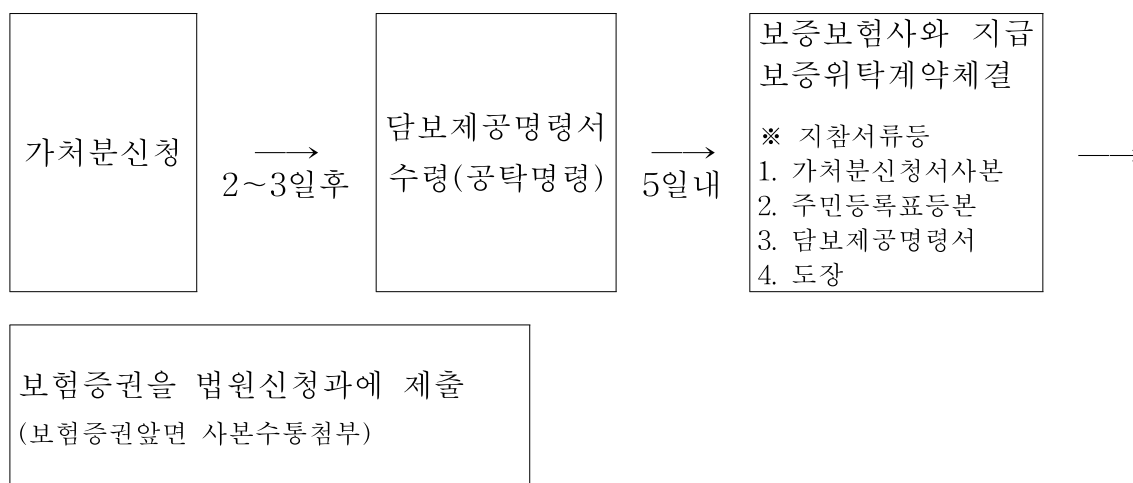 가처분신청
──→
2~3일후
담보제공명령서
수령(공탁명령)
──→
5일내
보증보험사와 지급
보증위탁계약체결
※ 지참서류등
1. 가처분신청서사본
2. 주민등록표등본
3. 담보제공명령서
4. 도장
──→
보험증권을 법원신청과에 제출
(보험증권앞면 사본수통첨부)